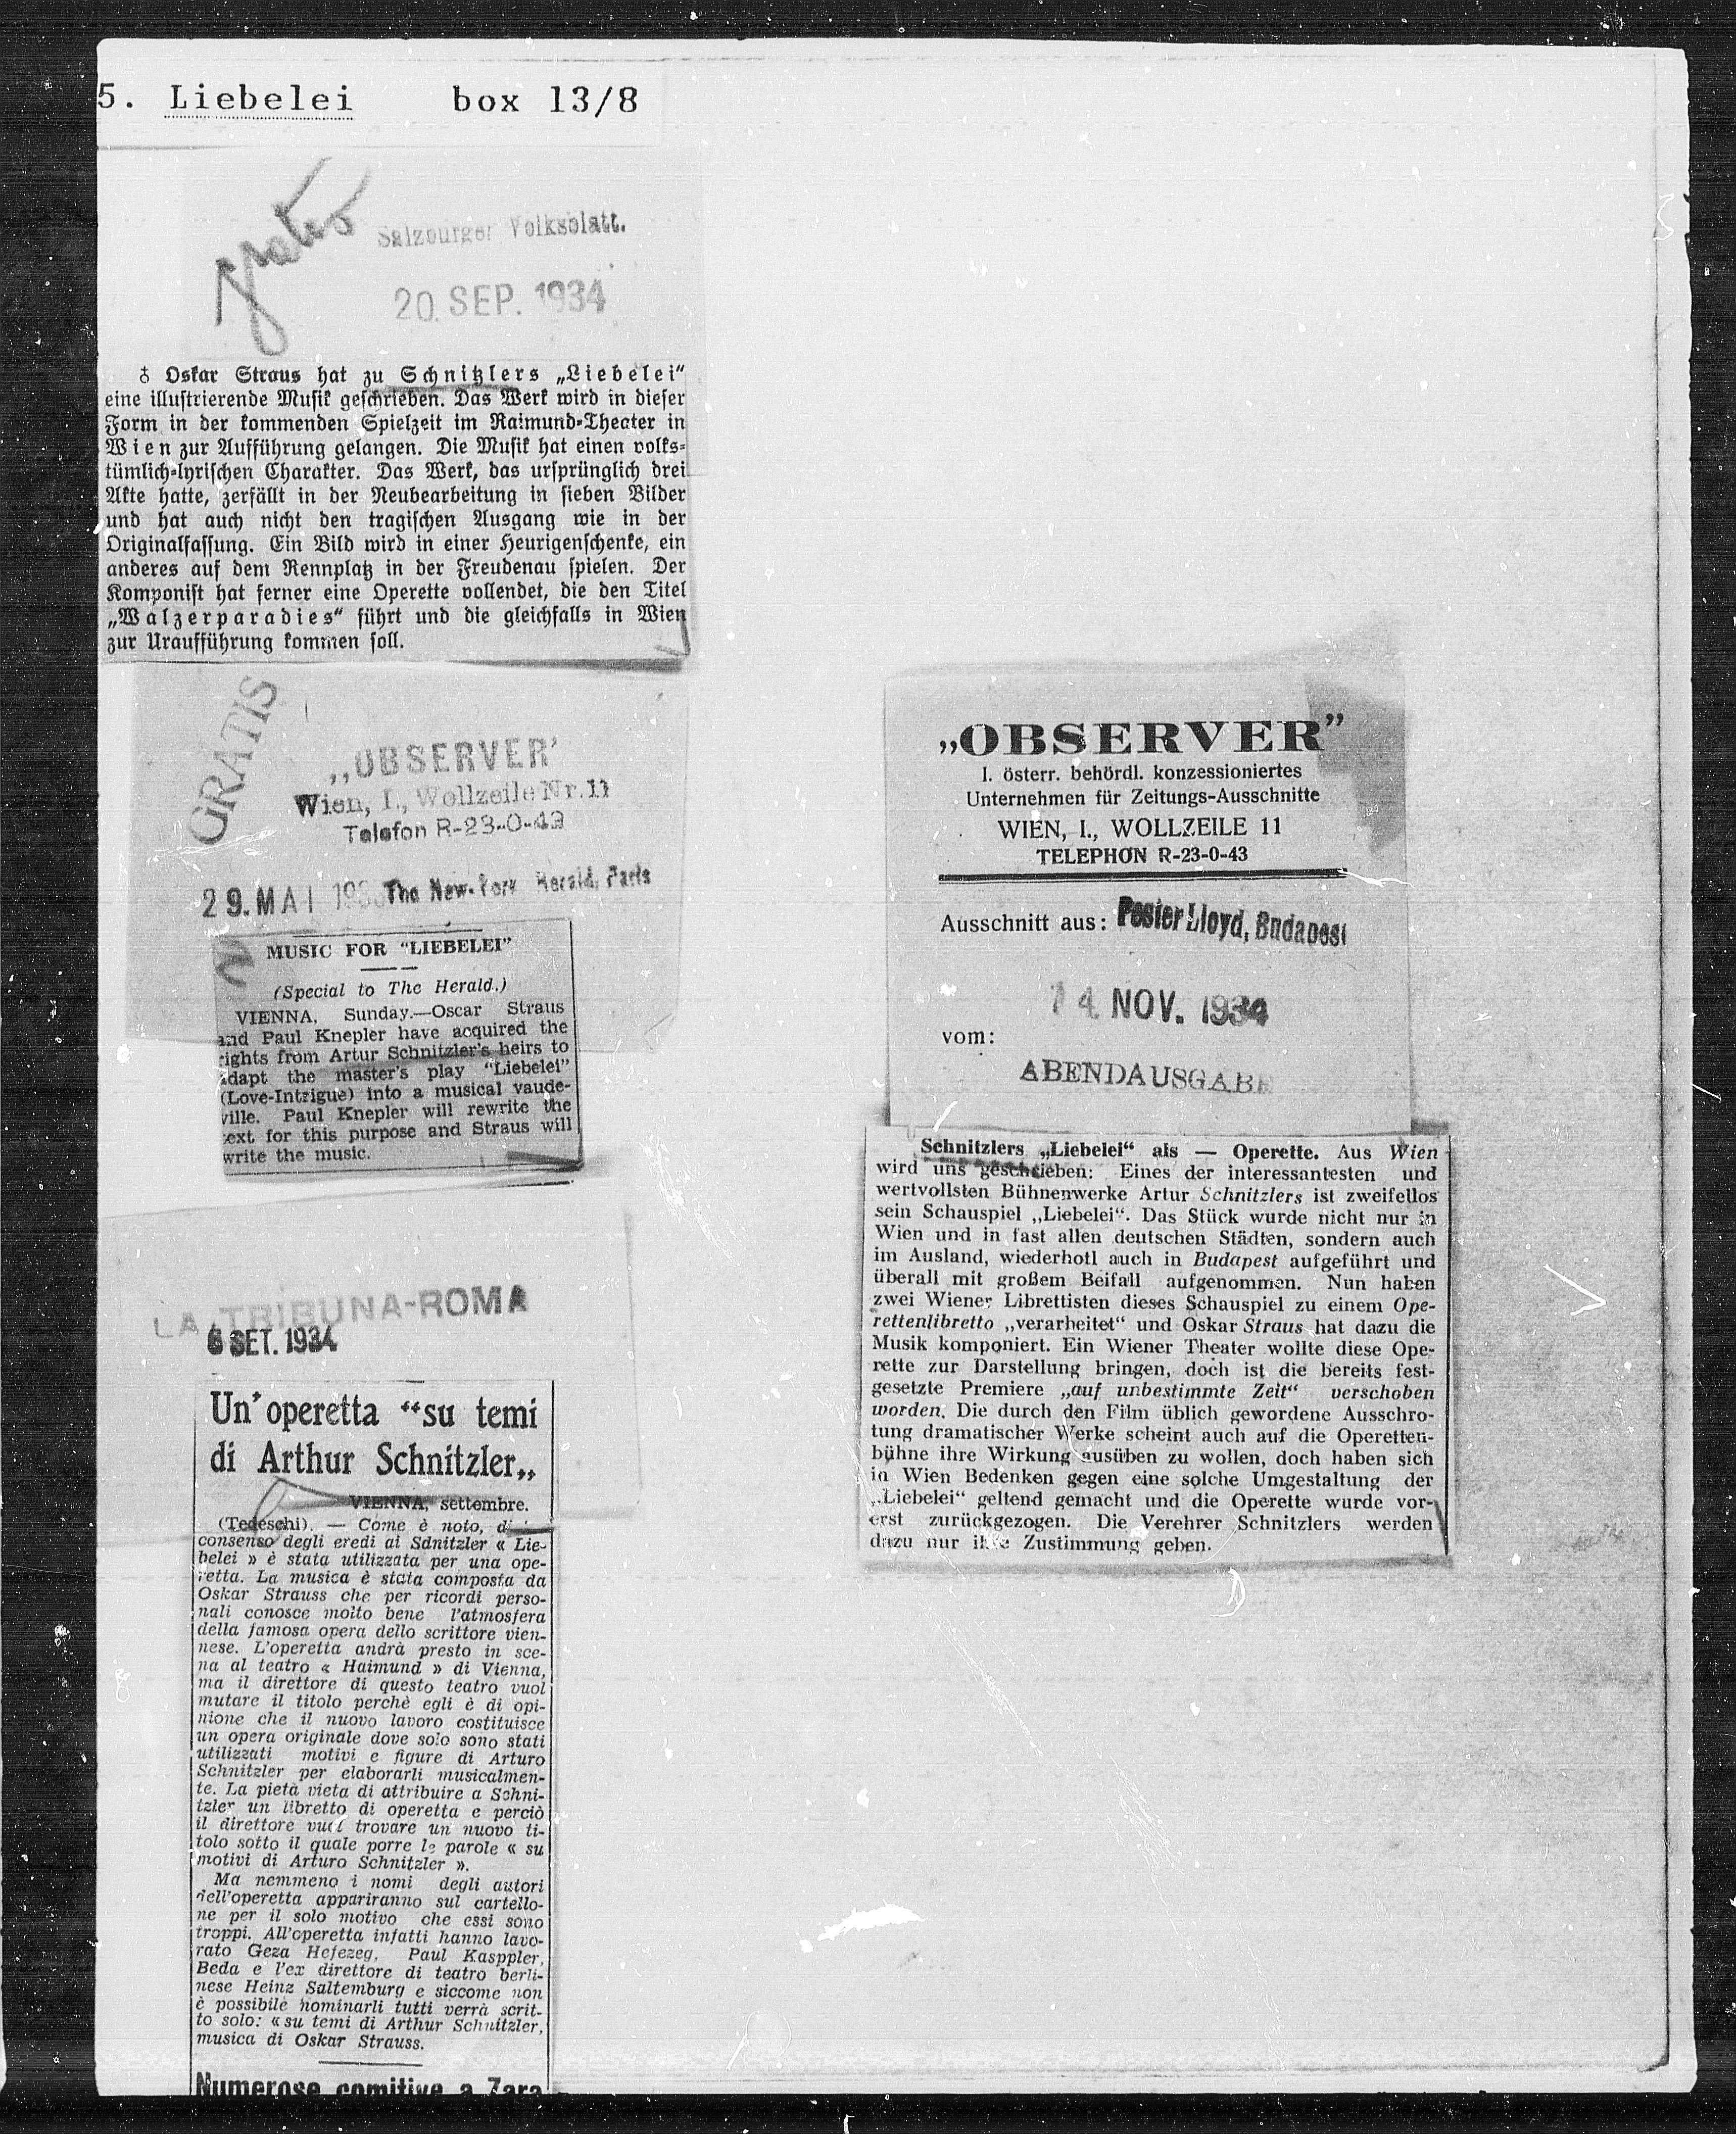 5. Liebelei box 13/8
gratis
Salzburger Volksblatt.
20. SEP. 1934
♁ Oskar Straus hat zu Schnitzlers „Liebelei“
eine illustrierende Musik geschrieben. Das Werk wird in dieser
Form in der kommenden Spielzeit im Raimund-Theater in
Wien zur Aufführung gelangen. Die Musik hat einen volks-
tümlich-lyrischen Charakter. Das Werk, das ursprünglich drei
Akte hatte, zerfällt in der Neubearbeitung in sieben Bilder
und hat auch nicht den tragischen Ausgang wie in der
Originalfassung. Ein Bild wird in einer Heurigenschenke, ein
anderes auf dem Rennplatz in der Freudenau spielen. Der
Komponist hat ferner eine Operette vollendet, die den Titel
„Walzerparadies“ führt und die gleichfalls in Wien
zur Uraufführung kommen soll.
GRATIS
„OBSERVER'
Wien, I., Wollzeile Nr. 11
Telefon R-23-0-43
29. MAI 193 The New-York Herald, Paris
MUSIC FOR “LIEBELEI”
(Special to The Herald.)
VIENNA, Sunday.—Oscar Straus
and Paul Knepler have acquired the
rights from Artur Schnitzler's heirs to
adapt the master's play “Liebelei”
(Love-Intrigue) into a musical vaude-
ville. Paul Knepler will rewrite the
text for this purpose and Straus will
write the music.
LA TRIBUNA-ROMA
6 SET. 1934
Un'operetta “su temi
di Arthur Schnitzler„
VIENNA, settembre.
(Tedeschi). — Come è noto,
consenso degli eredi ai Sdnitzler « Lie-
belei » è stata utilizzata per una ope-
retta. La musica è stata composta da
Oskar Strauss che per ricordi perso-
nali conosce molto bene l'atmosfera
della famosa opera dello scrittore vien-
nese. L'operetta andrà presto in sce-
na al teatro « Haimund » di Vienna,
ma il direttore di questo teatro vuol
mutare il titolo perchè egli è di opi-
nione che il nuovo lavoro costituisce
un opera originale dove solo sono stati
utilizzati motivi e figure di Arturo
Schnitzler per elaborarli musicalmen-
te. La pietà vieta di attribuire a Schni-
tzler un libretto di operetta e perciò
il direttore vuol trovare un nuovo ti-
tolo sotto il quale porre le parole « su
motivi di Arturo Schnitzler ».
Ma nemmeno i nomi degli autori
dell'operetta appariranno sul cartello-
ne per il solo motivo che essi sono
troppi. All'operetta infatti hanno lavo-
rato Geza Hefezeg, Paul Kasppler,
Beda e l'ex direttore di teatro berli-
nese Heinz Saltemburg e siccome non
è possibile nominarli tutti verrà scrit-
to solo: « su temi di Arthur Schnitzler,
musica di Oskar Strauss.
Numerose comitive a Zara
„OBSERVER”
I. österr. behördl. konzessioniertes
Unternehmen für Zeitungs-Ausschnitte
WIEN, I., WOLLZEILE 11
TELEPHON R-23-0-43
Ausschnitt aus: Pester Lloyd, Budapest
14. NOV. 1934
vom:
ABENDAUSGABE
Schnitzlers „Liebelei“ als — Operette. Aus Wien
wird uns geschrieben: Eines der interessantesten und
wertvollsten Bühnenwerke Artur Schnitzlers ist zweifellos
sein Schauspiel „Liebelei“. Das Stück wurde nicht nur in
Wien und in fast allen deutschen Städten, sondern auch
im Ausland, wiederhotl auch in Budapest aufgeführt und
überall mit großem Beifall aufgenommen. Nun haben
zwei Wiener Librettisten dieses Schauspiel zu einem Ope-
rettenlibretto „verarbeitet“ und Oskar Straus hat dazu die
Musik komponiert. Ein Wiener Theater wollte diese Ope-
rette zur Darstellung bringen, doch ist die bereits fest-
gesetzte Premiere „auf unbestimmte Zeit“ verschoben
worden. Die durch den Film üblich gewordene Ausschro-
tung dramatischer Werke scheint auch auf die Operetten-
bühne ihre Wirkung ausüben zu wollen, doch haben sich
in Wien Bedenken gegen eine solche Umgestaltung der
„Liebelei“ geltend gemacht und die Operette wurde vor-
erst zurückgezogen. Die Verehrer Schnitzlers werden
dazu nur ihre Zustimmung geben.